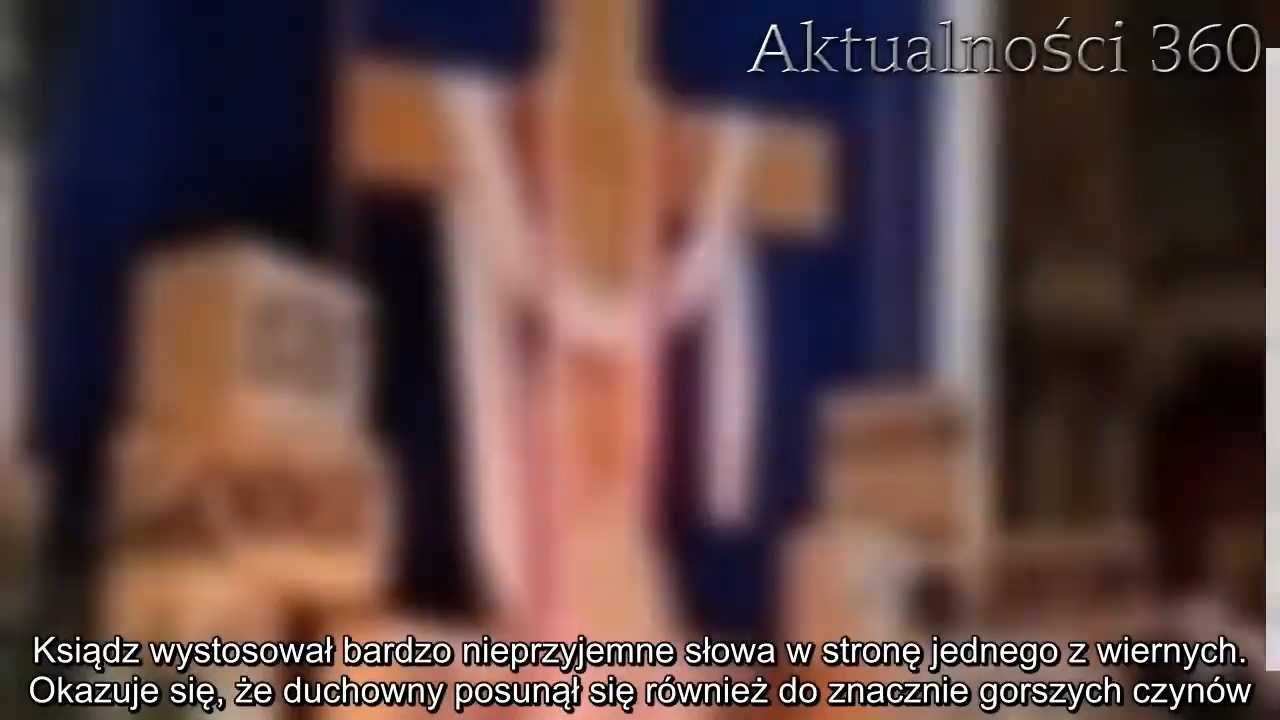 Aktualności 360
Ksiądz wystosował bardzo nieprzyjemne słowa w stronę jednego z wiernych.
Okazuje się, że duchowny posunął się również do znacznie gorszych czynów